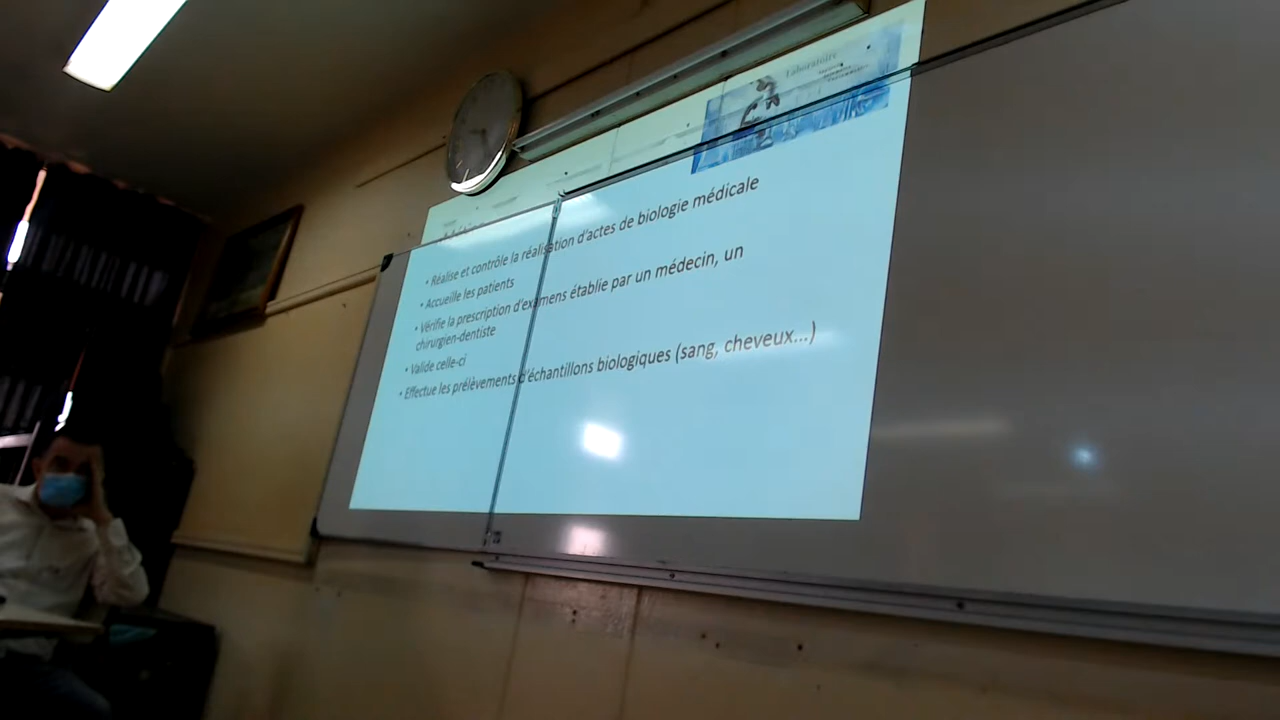 Laboratoire
• Réalise et contrôle la réalisation d'actes de biologie médicale
• Accueille les patients
• Vérifie la prescription d'examens établie par un médecin, un
chirurgien-dentiste
• Valide celle-ci
• Effectue les prélèvements d'échantillons biologiques (sang, cheveux...)